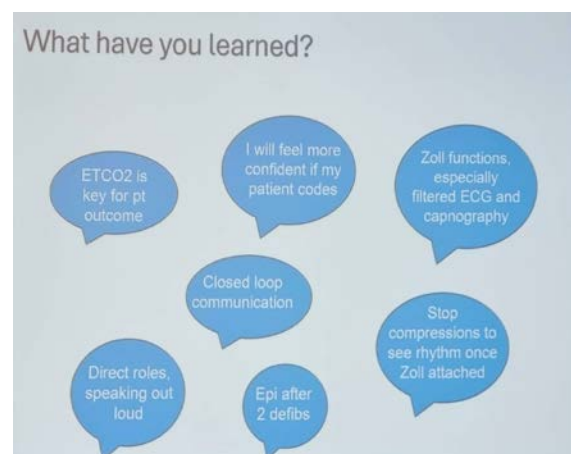 What have you learned?
ETCO2 is
key for pt
outcome
I will feel more
confident if my
patient codes
Zoll functions,
especially
filtered ECG and
capnography
Closed loop
communication
Stop
compressions to
see rhythm once
Zoll attached
Direct roles,
speaking out
loud
Epi after
2 defibs